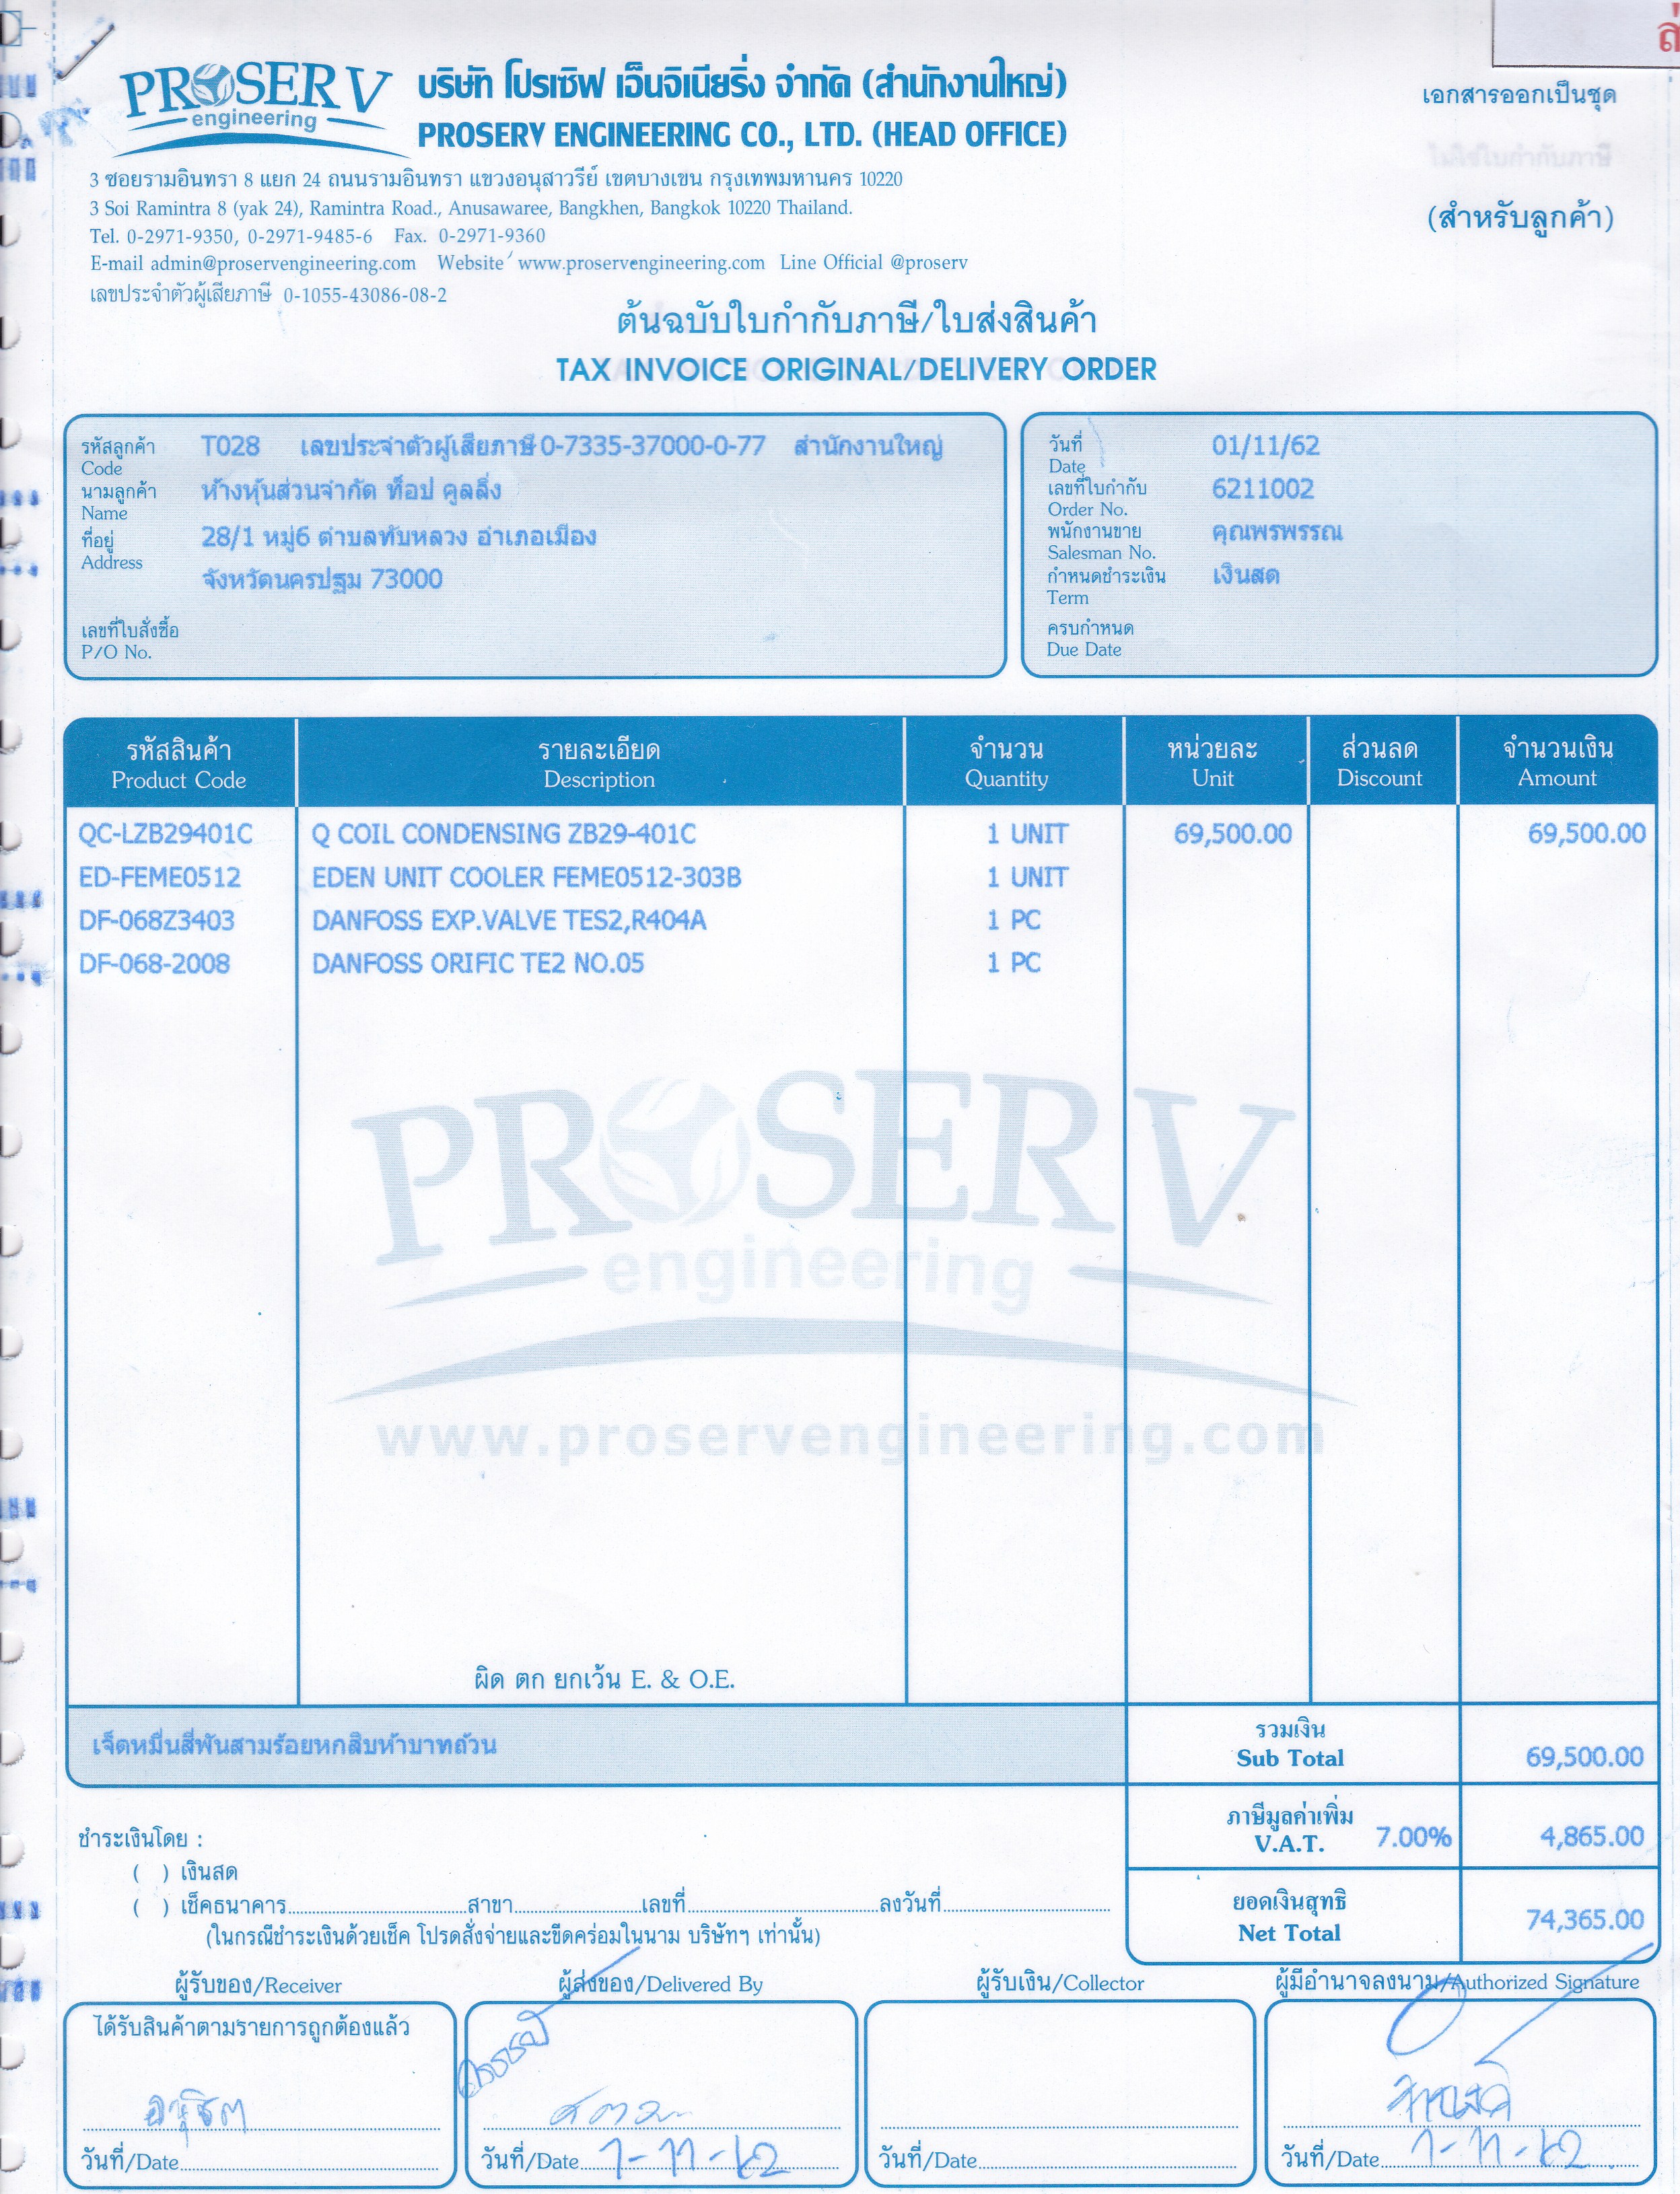 PROSERV
engineering
บริษัท โปรเซิฟ เอ็นจิเนียริ่ง จำกัด (สำนักงานใหญ่)
PROSERV ENGINEERING CO., LTD. (HEAD OFFICE)
เอกสารออกเป็นชุด
ไม่ใช่ใบกำกับภาษี
(สำหรับลูกค้า)
3 ซอยรามอินทรา 8 แยก 24 ถนนรามอินทรา แขวงอนุสาวรีย์ เขตบางเขน กรุงเทพมหานคร 10220
3 Soi Ramintra 8 (yak 24), Ramintra Road., Anusawaree, Bangkhen, Bangkok 10220 Thailand.
Tel. 0-2971-9350, 0-2971-9485-6 Fax. 0-2971-9360
E-mail admin@proservengineering.com Website www.proservengineering.com Line Official @proserv
เลขประจำตัวผู้เสียภาษี 0-1055-43086-08-2
ต้นฉบับใบกำกับภาษี/ใบส่งสินค้า
TAX INVOICE ORIGINAL/DELIVERY ORDER
รหัสลูกค้า T028 เลขประจำตัวผู้เสียภาษี 0-7335-37000-0-77 สำนักงานใหญ่
Code
นามลูกค้า ห้างหุ้นส่วนจำกัด ท็อป คูลลิ่ง
Name
ที่อยู่ 28/1 หมู่6 ตำบลทับหลวง อำเภอเมือง
Address
จังหวัดนครปฐม 73000
เลขที่ใบสั่งซื้อ
P/O No.
วันที่ 01/11/62
Date
เลขที่ใบกำกับ 6211002
Order No.
พนักงานขาย คุณพรพรรณ
Salesman No.
กำหนดชำระเงิน เงินสด
Term
ครบกำหนด
Due Date
รหัสสินค้า รายละเอียด จำนวน หน่วยละ ส่วนลด จำนวนเงิน
Product Code Description Quantity Unit Discount Amount
QC-LZB29401C Q COIL CONDENSING ZB29-401C 1 UNIT 69,500.00 69,500.00
ED-FEME0512 EDEN UNIT COOLER FEME0512-303B 1 UNIT
DF-068Z3403 DANFOSS EXP.VALVE TES2,R404A 1 PC
DF-068-2008 DANFOSS ORIFIC TE2 NO.05 1 PC
PROSERV
engineering
www.proservengineering.com
ผิด ตก ยกเว้น E. & O.E.
เจ็ดหมื่นสี่พันสามร้อยหกสิบห้าบาทถ้วน
รวมเงิน
Sub Total 69,500.00
ภาษีมูลค่าเพิ่ม
V.A.T. 7.00% 4,865.00
ยอดเงินสุทธิ
Net Total 74,365.00
ชำระเงินโดย :
( ) เงินสด
( ) เช็คธนาคาร สาขา เลขที่ ลงวันที่
(ในกรณีชำระเงินด้วยเช็ค โปรดสั่งจ่ายและขีดคร่อมในนาม บริษัทฯ เท่านั้น)
ผู้รับของ/Receiver ผู้ส่งของ/Delivered By ผู้รับเงิน/Collector ผู้มีอำนาจลงนาม/Authorized Signature
ได้รับสินค้าตามรายการถูกต้องแล้ว
วันที่/Date วันที่/Date 1-11-62 วันที่/Date วันที่/Date 1-11-62